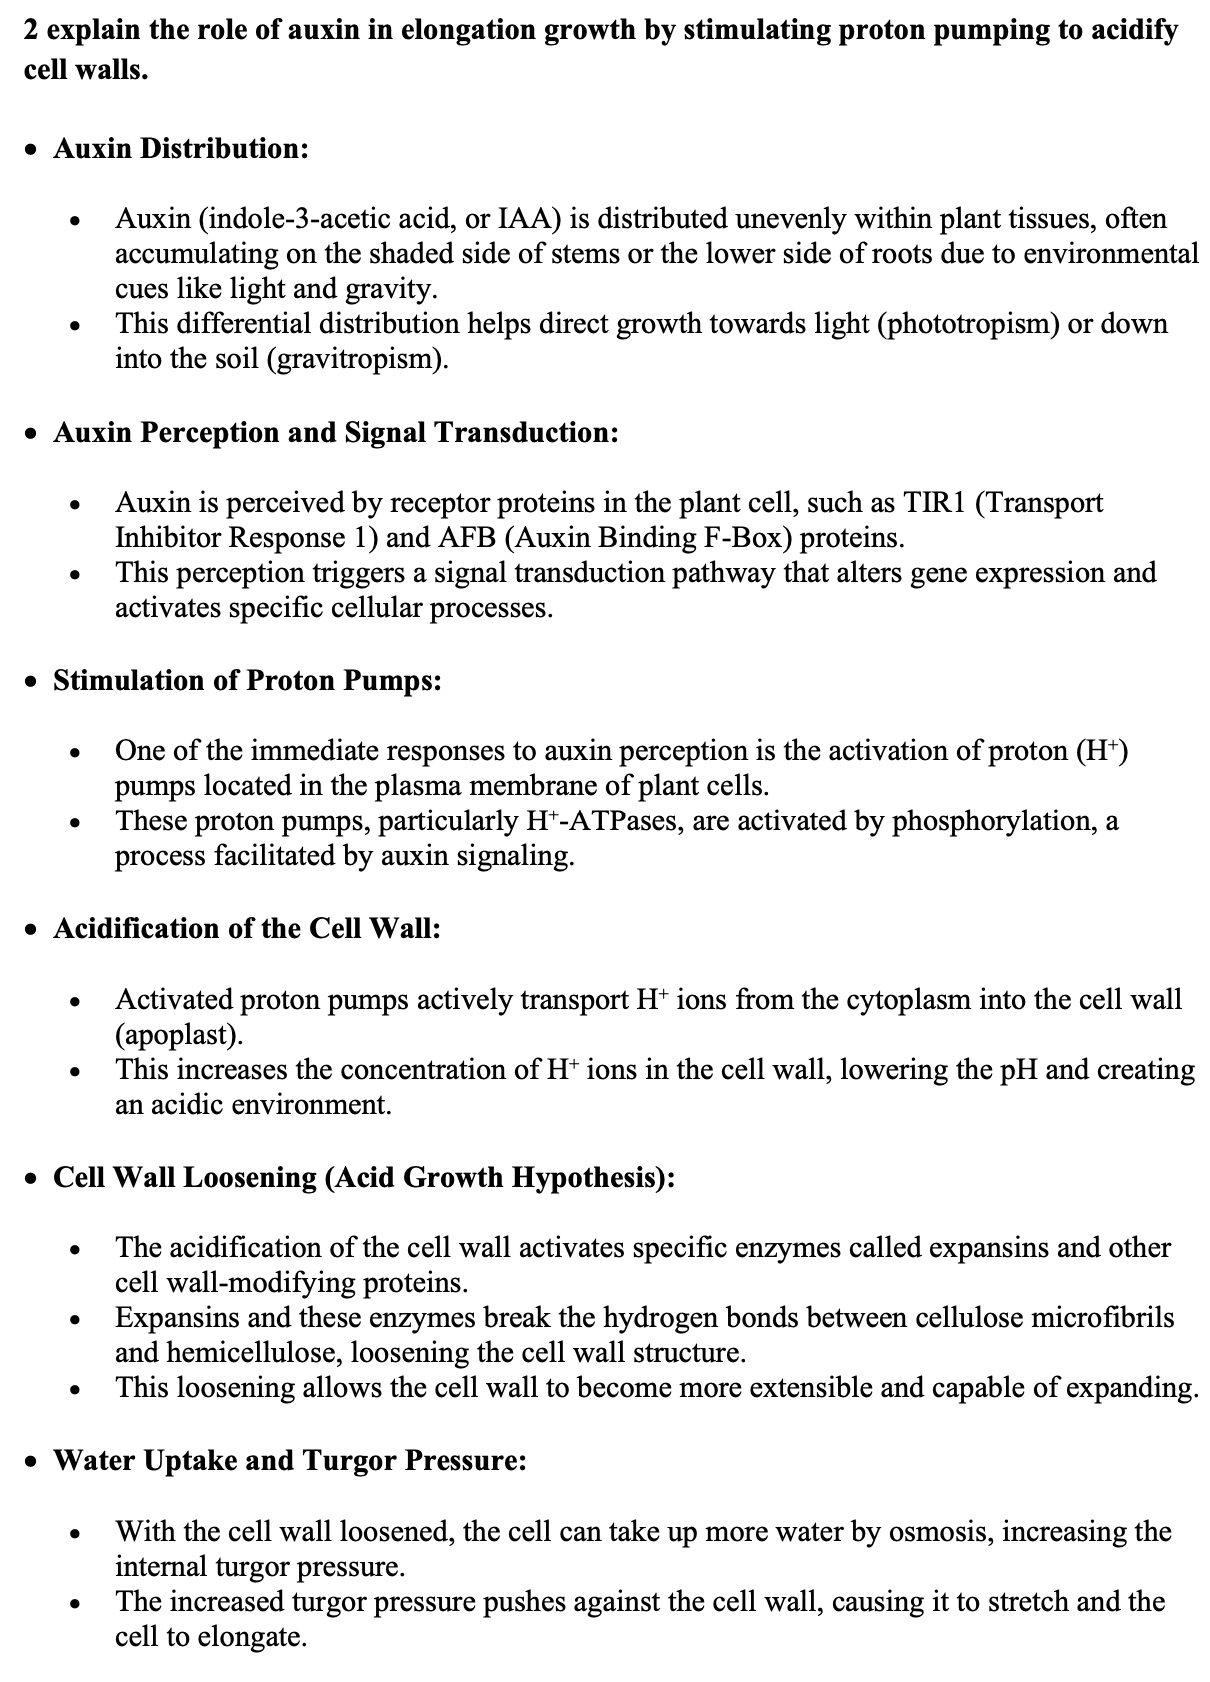 2 explain the role of auxin in elongation growth by stimulating proton pumping to acidify
cell walls.
• Auxin Distribution:
• Auxin (indole-3-acetic acid, or IAA) is distributed unevenly within plant tissues, often
accumulating on the shaded side of stems or the lower side of roots due to environmental
cues like light and gravity.
• This differential distribution helps direct growth towards light (phototropism) or down
into the soil (gravitropism).
• Auxin Perception and Signal Transduction:
• Auxin is perceived by receptor proteins in the plant cell, such as TIR1 (Transport
Inhibitor Response 1) and AFB (Auxin Binding F-Box) proteins.
• This perception triggers a signal transduction pathway that alters gene expression and
activates specific cellular processes.
• Stimulation of Proton Pumps:
• One of the immediate responses to auxin perception is the activation of proton (H⁺)
pumps located in the plasma membrane of plant cells.
• These proton pumps, particularly H⁺-ATPases, are activated by phosphorylation, a
process facilitated by auxin signaling.
• Acidification of the Cell Wall:
• Activated proton pumps actively transport H⁺ ions from the cytoplasm into the cell wall
(apoplast).
• This increases the concentration of H⁺ ions in the cell wall, lowering the pH and creating
an acidic environment.
• Cell Wall Loosening (Acid Growth Hypothesis):
• The acidification of the cell wall activates specific enzymes called expansins and other
cell wall-modifying proteins.
• Expansins and these enzymes break the hydrogen bonds between cellulose microfibrils
and hemicellulose, loosening the cell wall structure.
• This loosening allows the cell wall to become more extensible and capable of expanding.
• Water Uptake and Turgor Pressure:
• With the cell wall loosened, the cell can take up more water by osmosis, increasing the
internal turgor pressure.
• The increased turgor pressure pushes against the cell wall, causing it to stretch and the
cell to elongate.